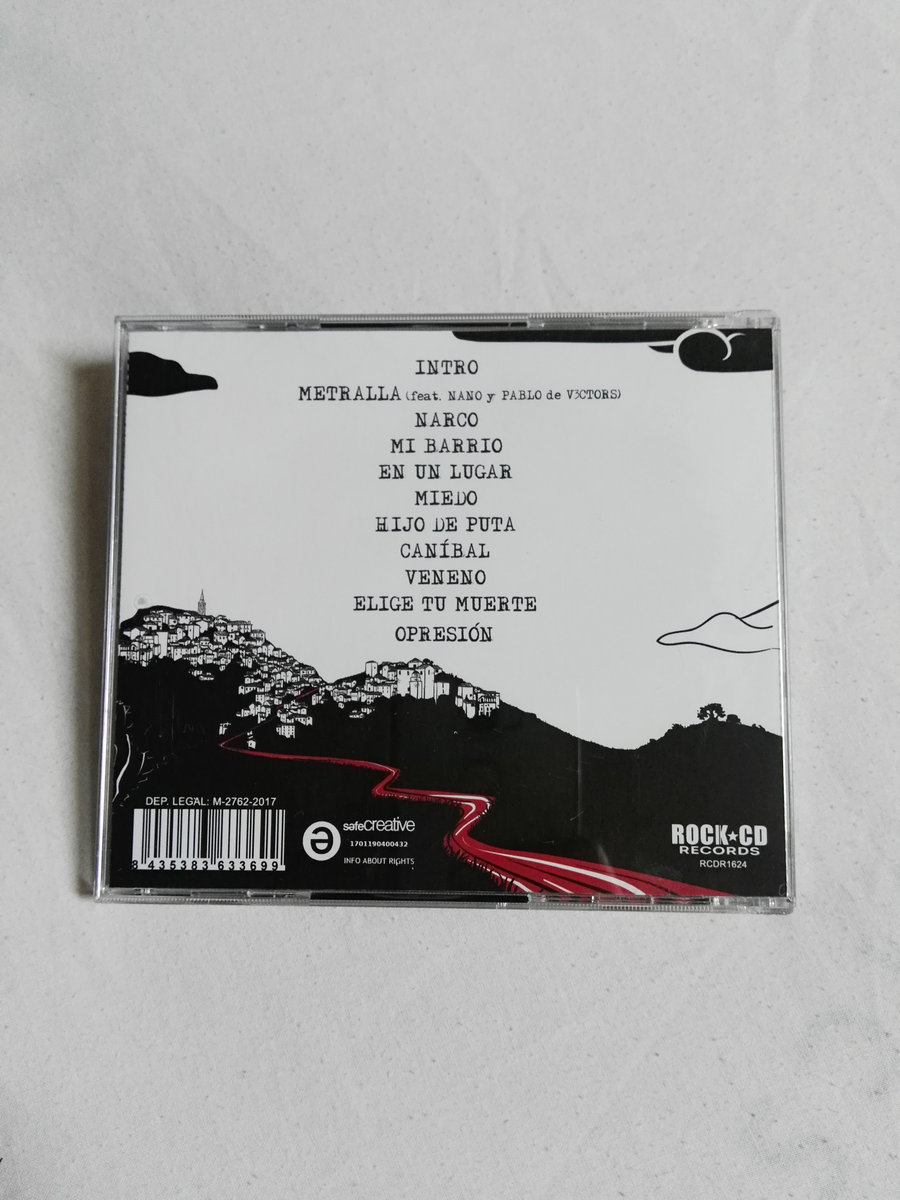 INTRO
METRALLA (feat. NANO y PABLO de V3CTORS)
NARCO
MI BARRIO
EN UN LUGAR
MIEDO
HIJO DE PUTA
CANÍBAL
VENENO
ELIGE TU MUERTE
OPRESIÓN
DEP. LEGAL: M-2762-2017
8 435383 633699
safecreative
1701190400432
INFO ABOUT RIGHTS
ROCK★CD
RECORDS
RCDR1624